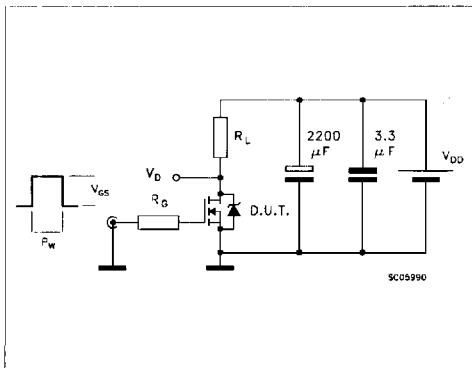 2200
μF
3.3
μF
R_L
V_DD
V_D
V_GS
R_G
D.U.T.
P_W
SC05990